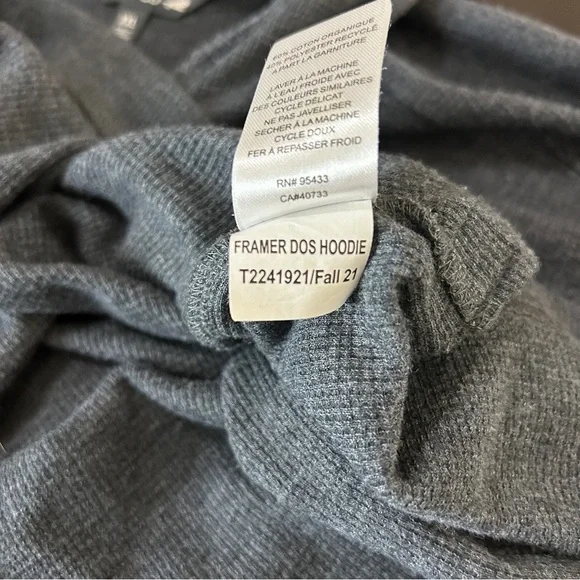 60% COTON ORGANIQUE
40% POLYESTER RECYCLÉ
À PART LA GARNITURE
LAVER À LA MACHINE
À L'EAU FROIDE AVEC
DES COULEURS SIMILAIRES
CYCLE DÉLICAT
NE PAS JAVELLISER
SÉCHER À LA MACHINE
CYCLE DOUX
FER À REPASSER FROID
RN# 95433
CA#40733
FRAMER DOS HOODIE
T2241921/Fall 21